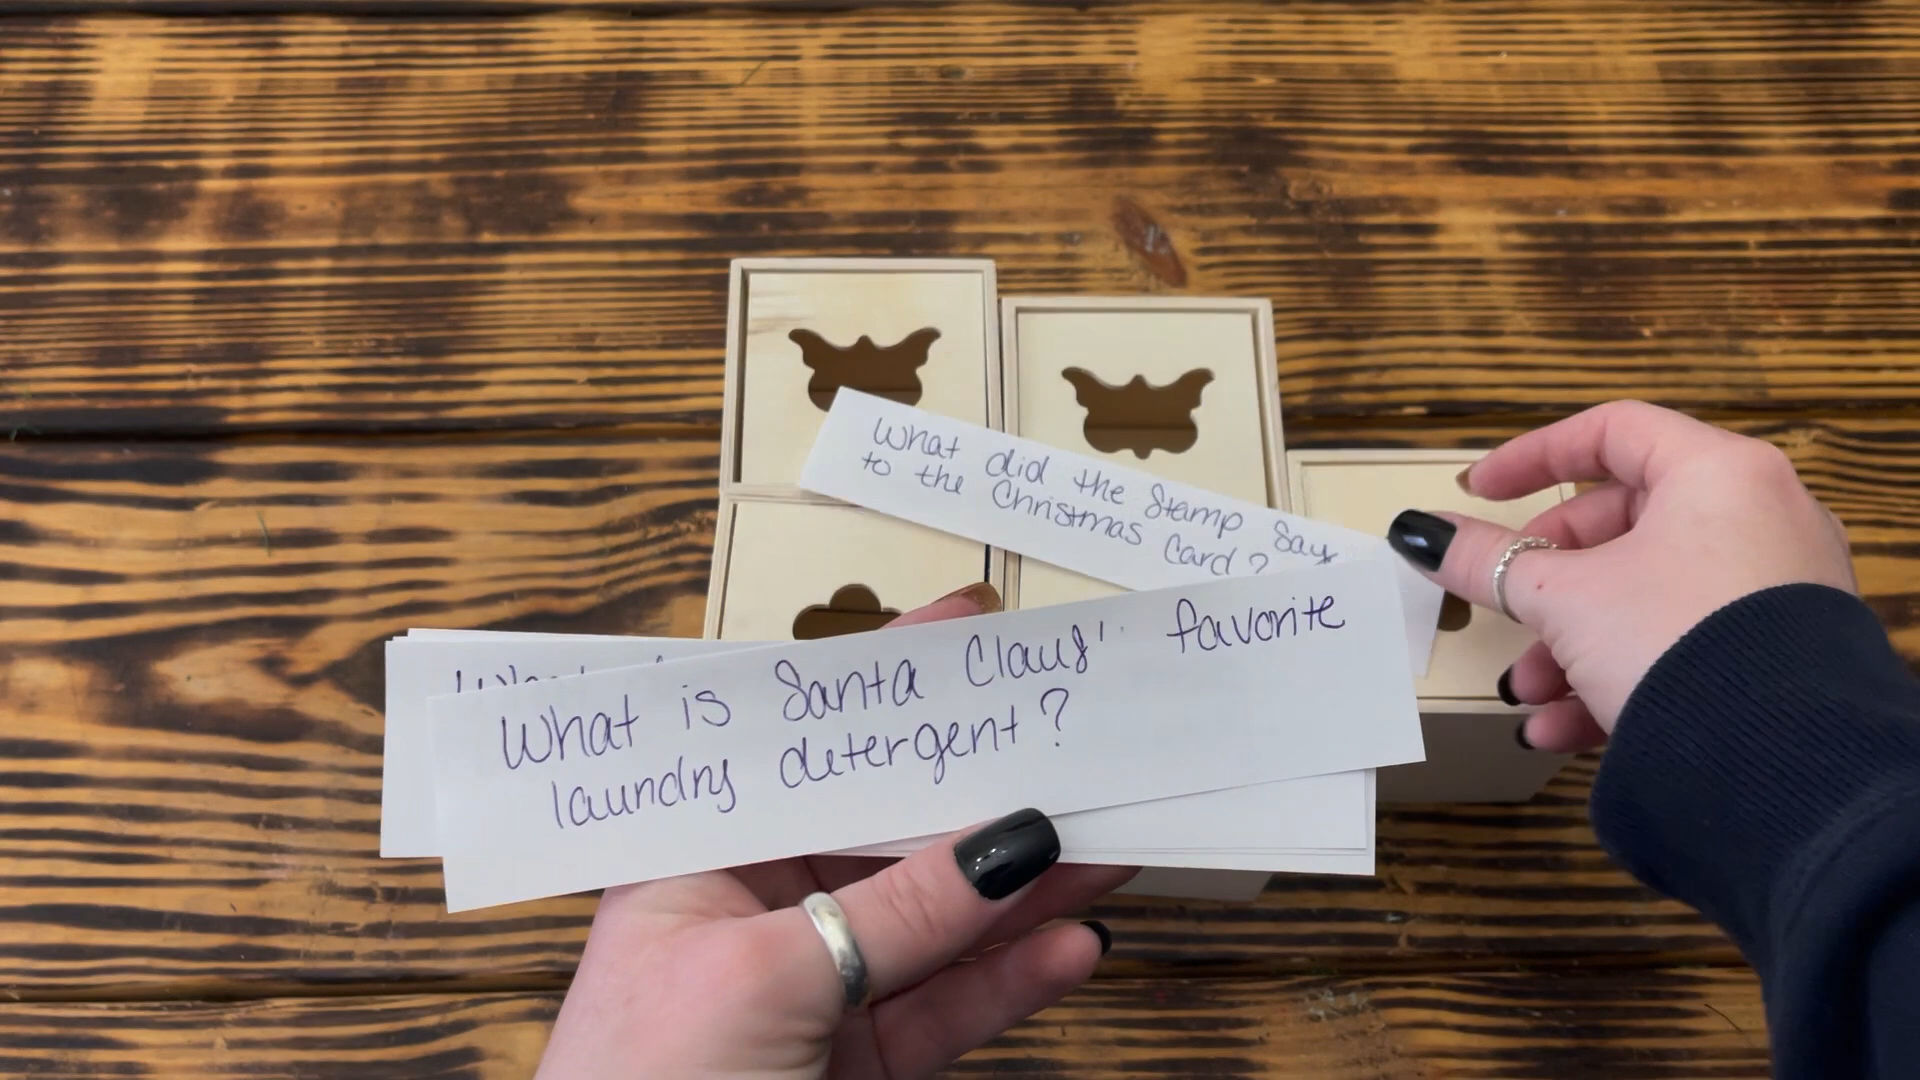 What did the Stamp Say
to the Christmas Card?
What is Santa Claus' favorite
laundry detergent?